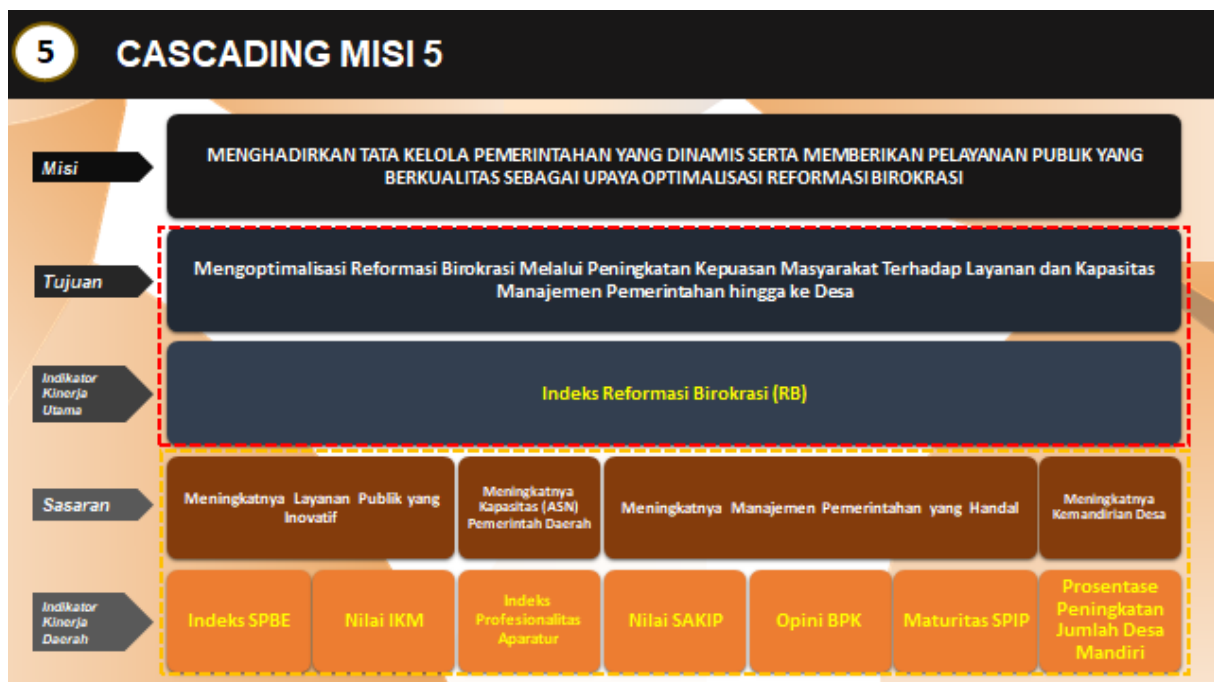 5
CASCADING MISI 5
Misi
MENGHADIRKAN TATA KELOLA PEMERINTAHAN YANG DINAMIS SERTA MEMBERIKAN PELAYANAN PUBLIK YANG
BERKUALITAS SEBAGAI UPAYA OPTIMALISASI REFORMASI BIROKRASI
Tujuan
Mengoptimalisasi Reformasi Birokrasi Melalui Peningkatan Kepuasan Masyarakat Terhadap Layanan dan Kapasitas
Manajemen Pemerintahan hingga ke Desa
Indikator
Kinerja
Utama
Indeks Reformasi Birokrasi (RB)
Sasaran
Meningkatnya Layanan Publik yang
Inovatif
Meningkatnya
Kapasitas (ASN)
Pemerintah Daerah
Meningkatnya Manajemen Pemerintahan yang Handal
Meningkatnya
Kemandirian Desa
Indikator
Kinerja
Daerah
Indeks SPBE
Nilai IKM
Indeks
Profesionalitas
Aparatur
Nilai SAKIP
Opini BPK
Maturitas SPIP
Prosentase
Peningkatan
Jumlah Desa
Mandiri